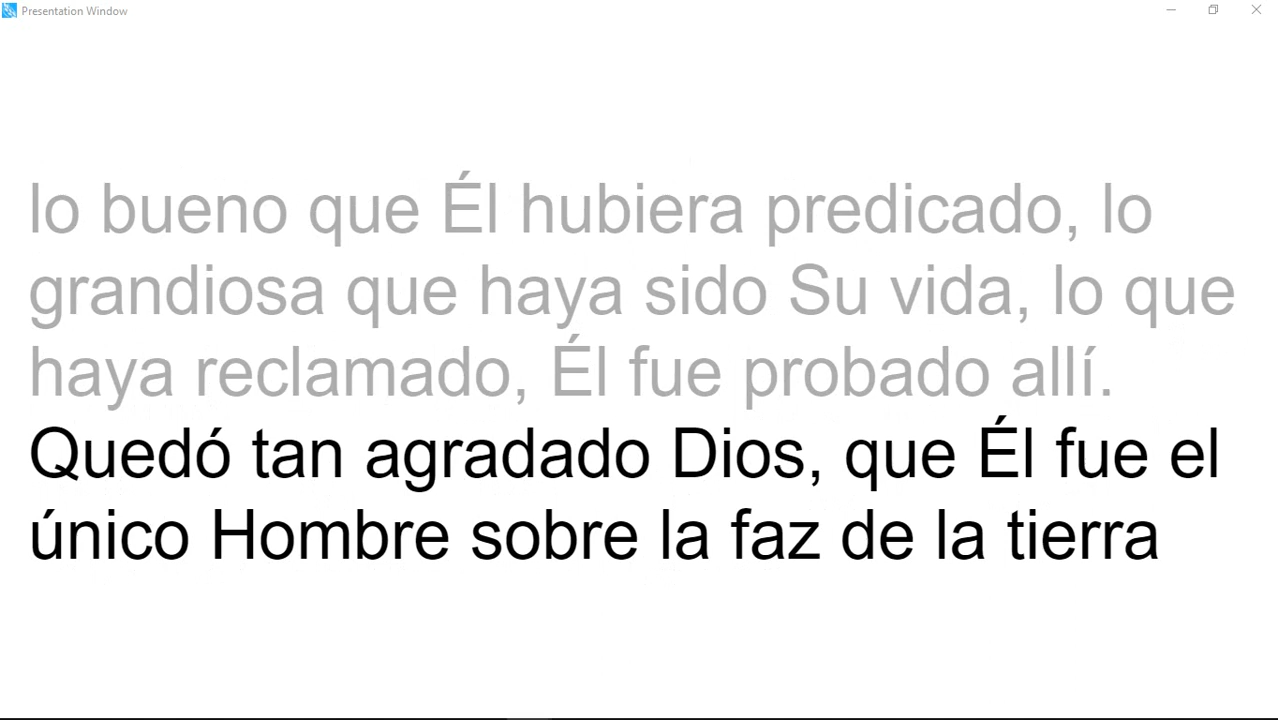 Presentation Window
lo bueno que Él hubiera predicado, lo
grandiosa que haya sido Su vida, lo que
haya reclamado, Él fue probado allí.
Quedó tan agradado Dios, que Él fue el
único Hombre sobre la faz de la tierra